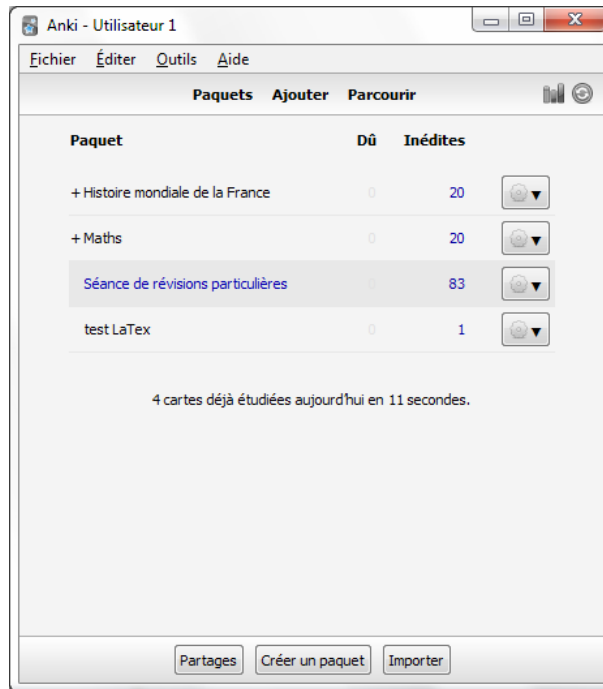 Anki - Utilisateur 1
Fichier Éditer Outils Aide
Paquets Ajouter Parcourir
Paquet Dû Inédites
+ Histoire mondiale de la France 0 20
+ Maths 0 20
Séance de révisions particulières 0 83
test LaTex 0 1
4 cartes déjà étudiées aujourd'hui en 11 secondes.
Partages Créer un paquet Importer